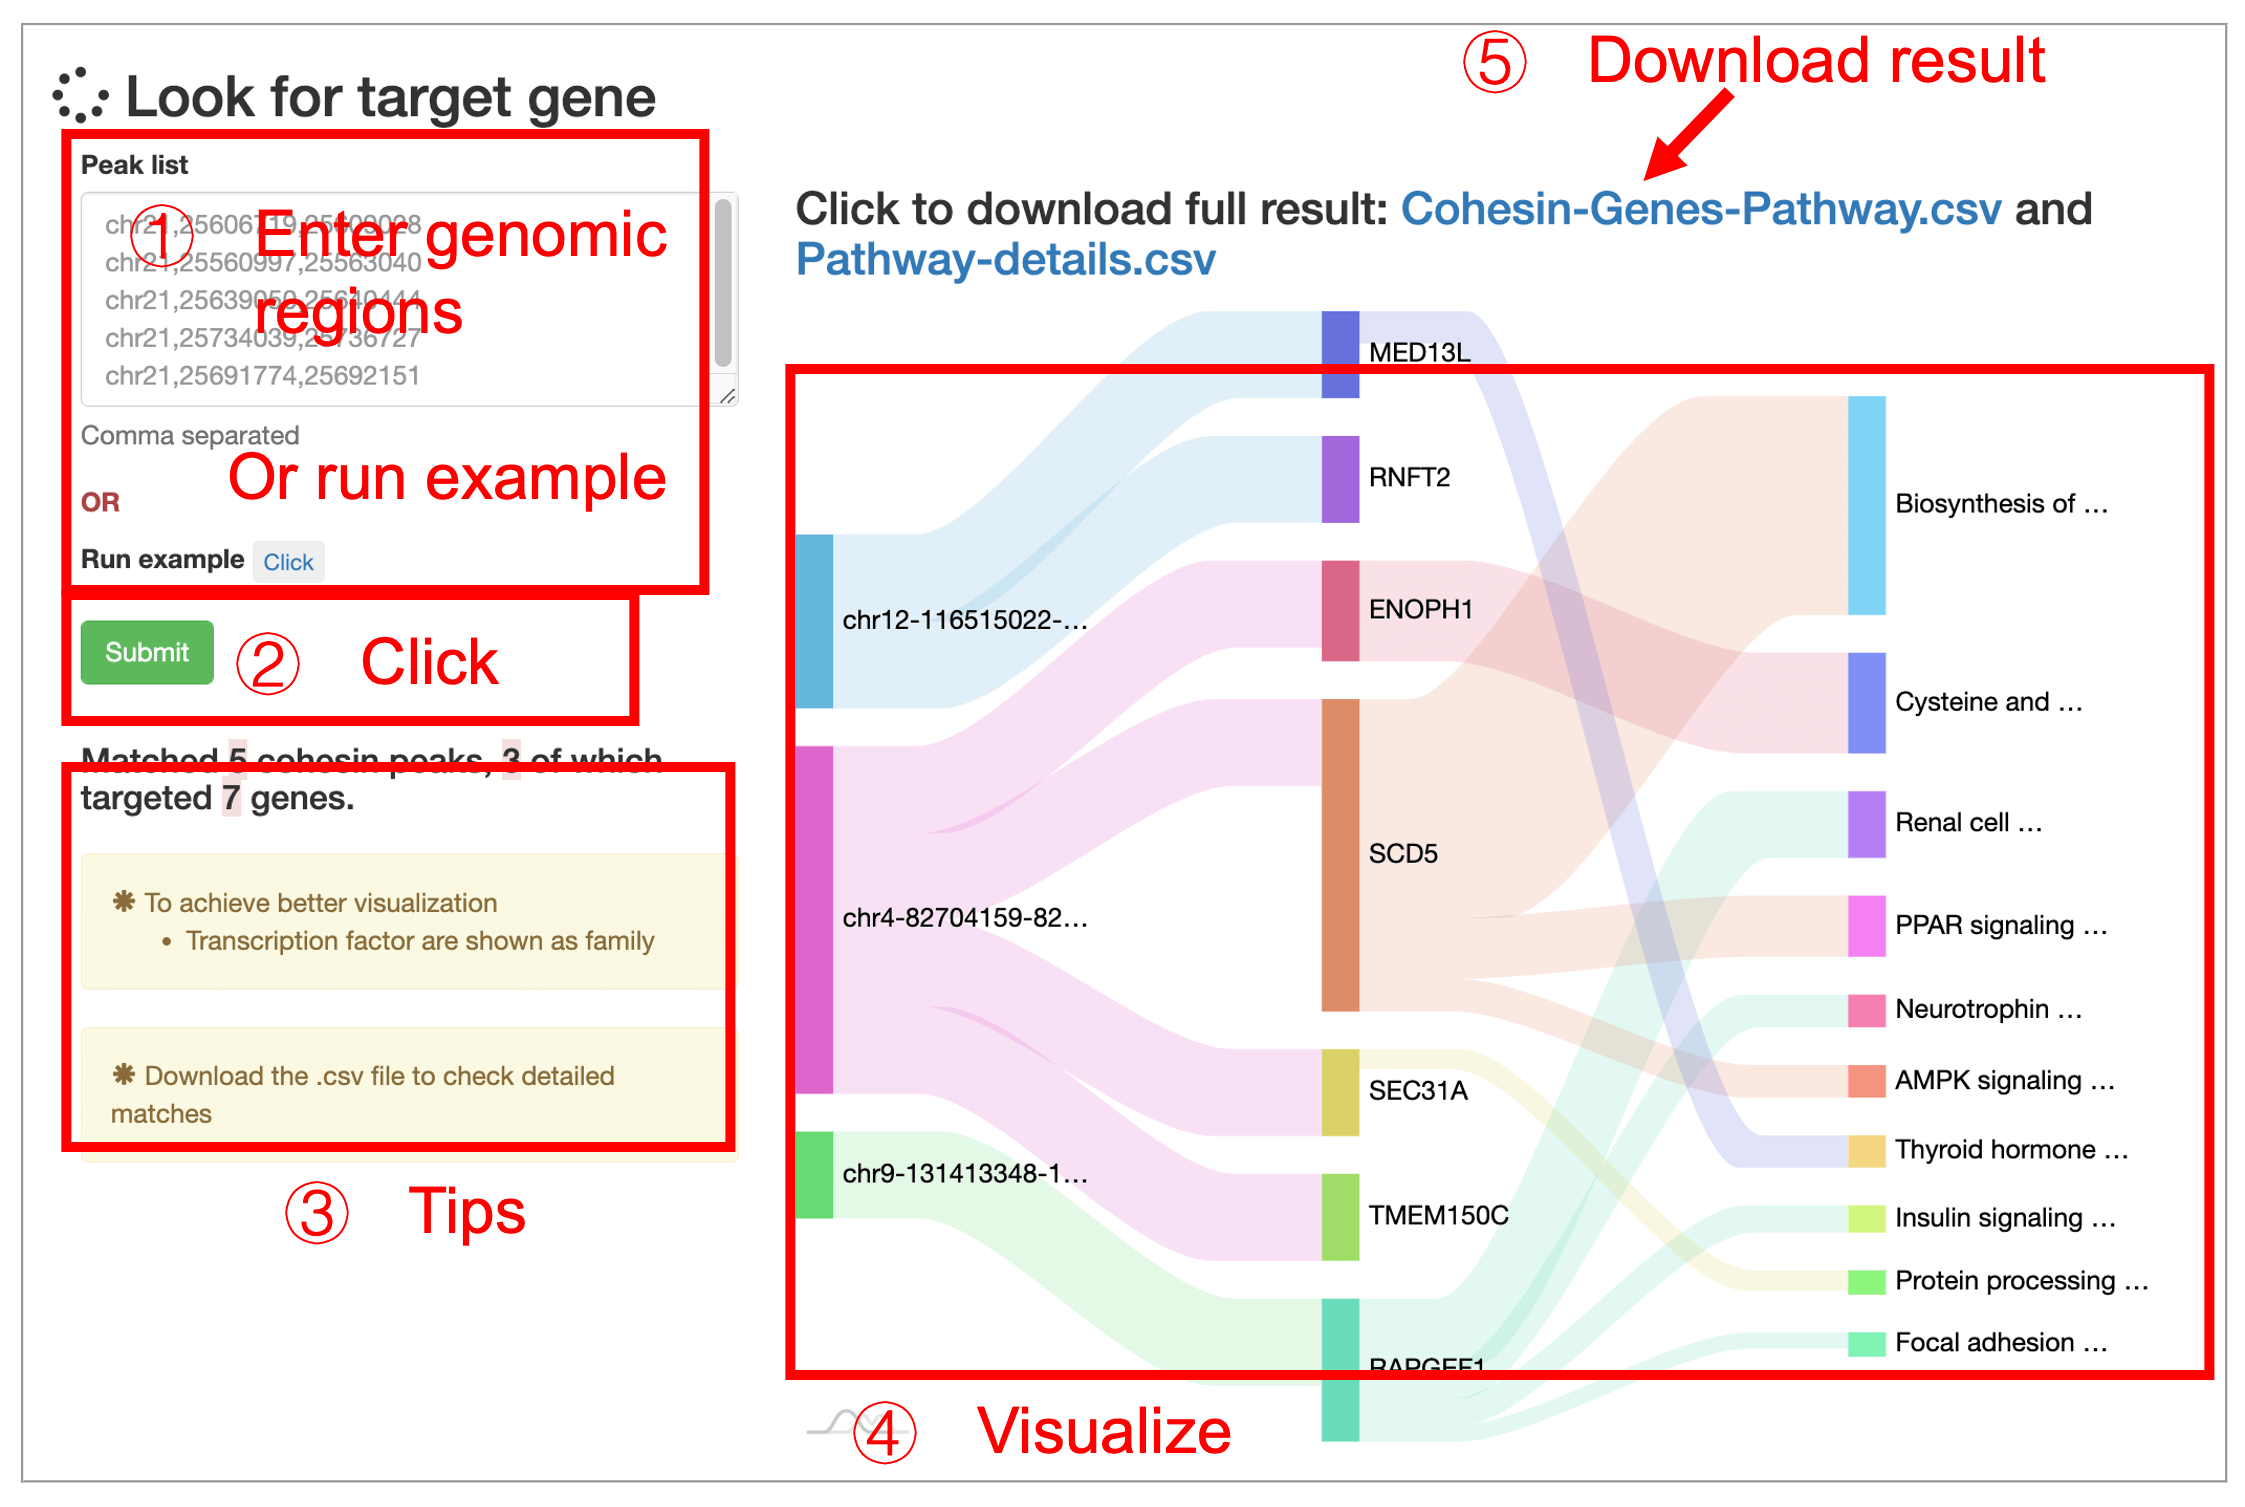 ⑤ Download result
Look for target gene
Peak list
chr21,25606719,25609028
chr21,25560997,25563040
chr21,25639050,25640444
chr21,25734039,25736727
chr21,25691774,25692151
① Enter genomic
regions
Comma separated
Or run example
OR
Run example Click
Submit
② Click
Matched 5 cohesin peaks, 3 of which
targeted 7 genes.
✱ To achieve better visualization
• Transcription factor are shown as family
✱ Download the .csv file to check detailed
matches
③ Tips
Click to download full result: Cohesin-Genes-Pathway.csv and
Pathway-details.csv
chr12-116515022-...
chr4-82704159-82...
chr9-131413348-1...
MED13L
RNFT2
ENOPH1
SCD5
SEC31A
TMEM150C
RAPGEF1
Biosynthesis of ...
Cysteine and ...
Renal cell ...
PPAR signaling ...
Neurotrophin ...
AMPK signaling ...
Thyroid hormone ...
Insulin signaling ...
Protein processing ...
Focal adhesion ...
④ Visualize